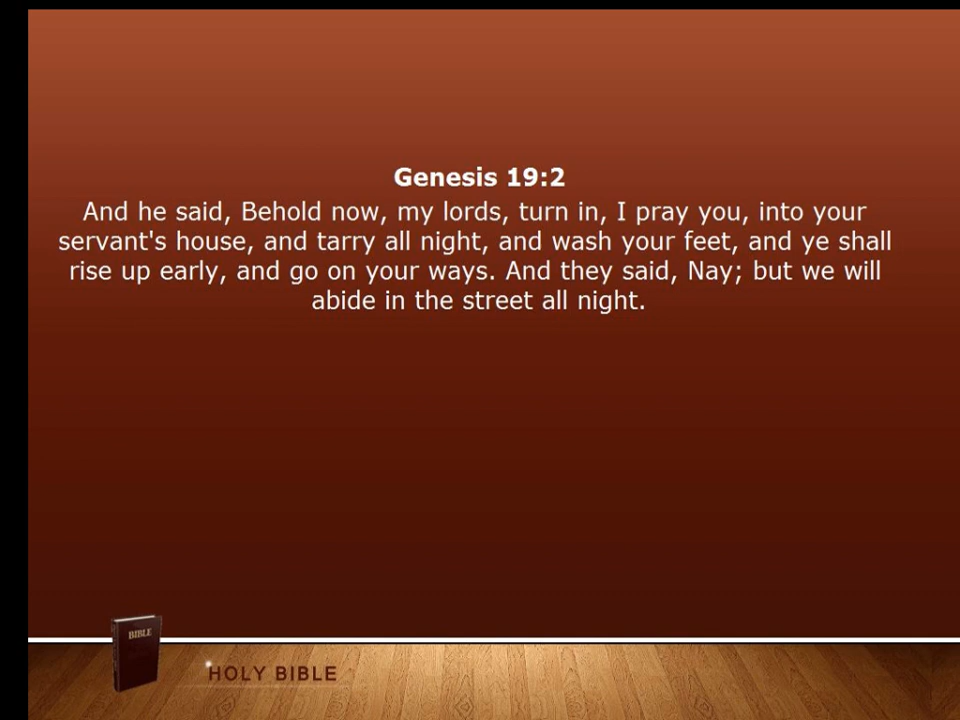 Genesis 19:2
And he said, Behold now, my lords, turn in, I pray you, into your
servant's house, and tarry all night, and wash your feet, and ye shall
rise up early, and go on your ways. And they said, Nay; but we will
abide in the street all night.
BIBLE
HOLY BIBLE